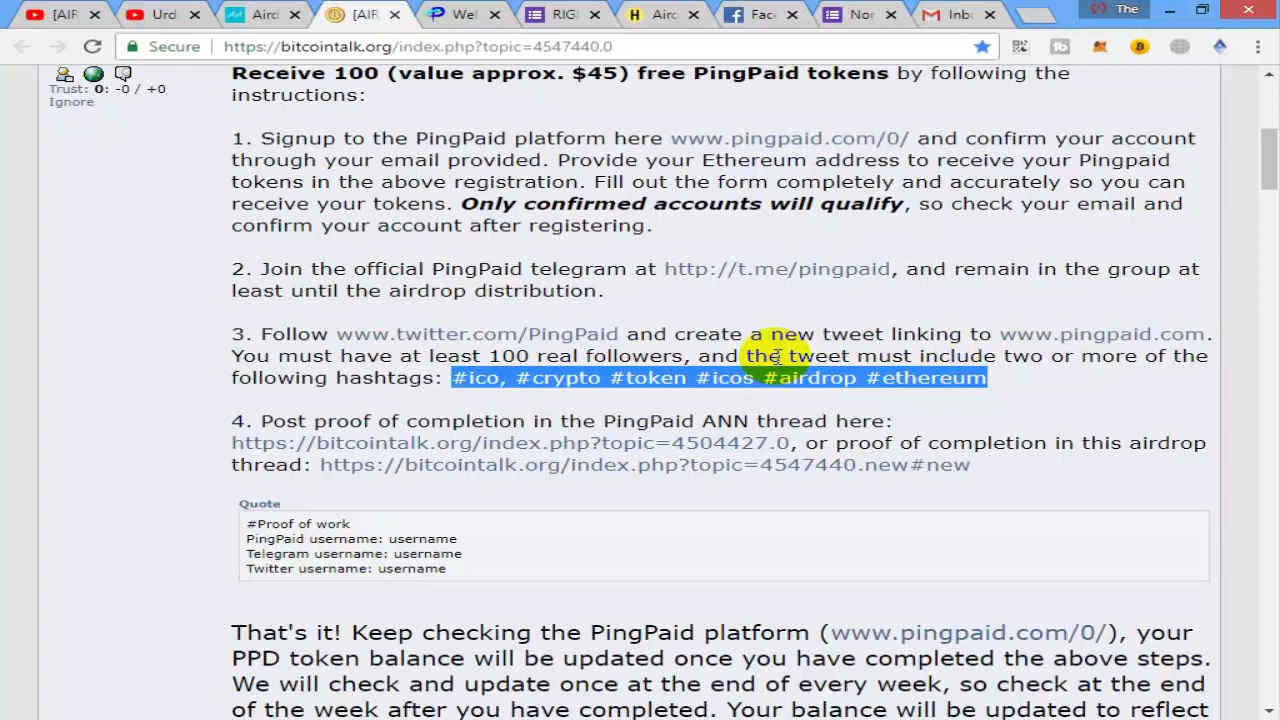 [AIR
Urd
Aird
[AIR
Wel
RIG
Airc
Fac
Nor
Inb
The
Secure
https://bitcointalk.org/index.php?topic=4547440.0
Trust: 0: -0 / +0
Ignore
Receive 100 (value approx. $45) free PingPaid tokens by following the
instructions:
1. Signup to the PingPaid platform here www.pingpaid.com/0/ and confirm your account
through your email provided. Provide your Ethereum address to receive your Pingpaid
tokens in the above registration. Fill out the form completely and accurately so you can
receive your tokens. Only confirmed accounts will qualify, so check your email and
confirm your account after registering.
2. Join the official PingPaid telegram at http://t.me/pingpaid, and remain in the group at
least until the airdrop distribution.
3. Follow www.twitter.com/PingPaid and create a new tweet linking to www.pingpaid.com.
You must have at least 100 real followers, and the tweet must include two or more of the
following hashtags: #ico, #crypto #token #icos #airdrop #ethereum
4. Post proof of completion in the PingPaid ANN thread here:
https://bitcointalk.org/index.php?topic=4504427.0, or proof of completion in this airdrop
thread: https://bitcointalk.org/index.php?topic=4547440.new#new
Quote
#Proof of work
PingPaid username: username
Telegram username: username
Twitter username: username
That's it! Keep checking the PingPaid platform (www.pingpaid.com/0/), your
PPD token balance will be updated once you have completed the above steps.
We will check and update once at the end of every week, so check at the end
of the week after you have completed. Your balance will be updated to reflect